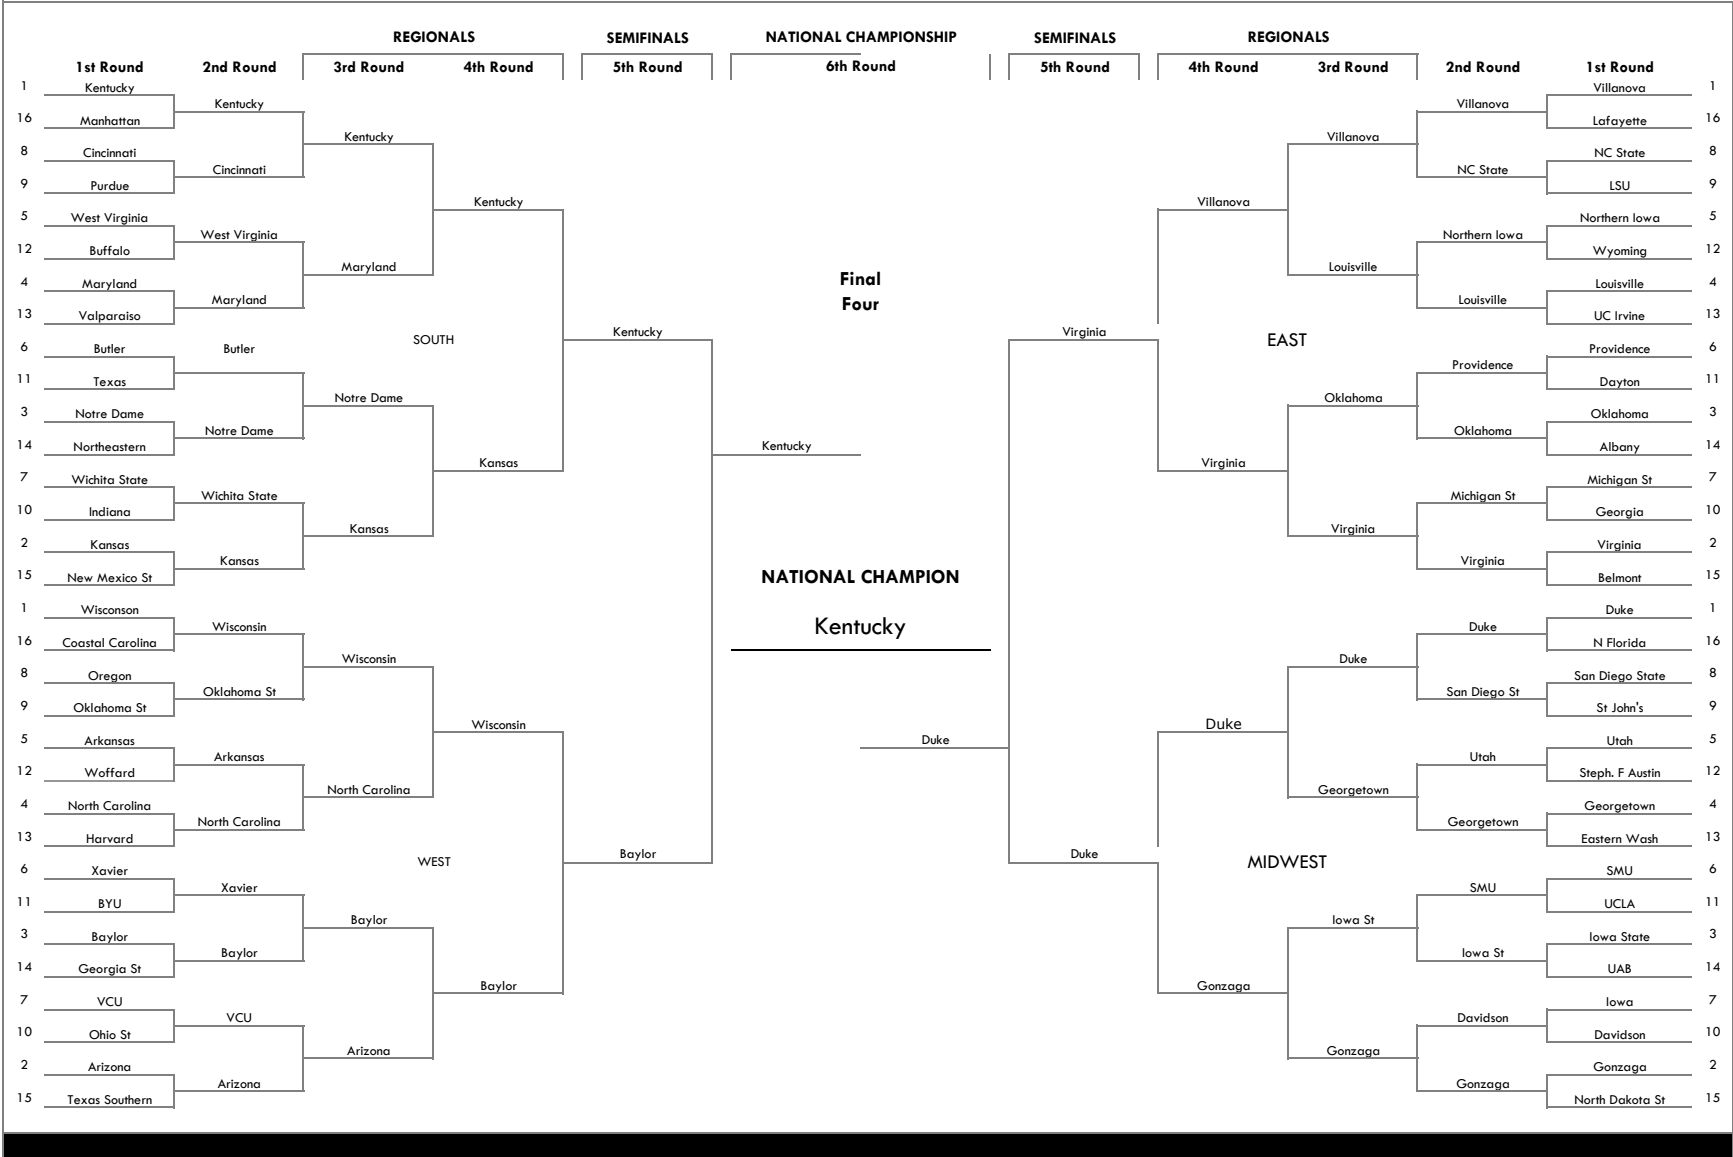 REGIONALS SEMIFINALS NATIONAL CHAMPIONSHIP SEMIFINALS REGIONALS
1st Round 2nd Round 3rd Round 4th Round 5th Round 6th Round 5th Round 4th Round 3rd Round 2nd Round 1st Round
1 Kentucky Villanova 1
Kentucky Villanova
16 Manhattan Lafayette 16
Kentucky Villanova
8 Cincinnati NC State 8
Cincinnati NC State
9 Purdue LSU 9
Kentucky Villanova
5 West Virginia Northern Iowa 5
West Virginia Northern Iowa
12 Buffalo Wyoming 12
Maryland Louisville
4 Maryland Louisville 4
Maryland Louisville
13 Valparaiso UC Irvine 13
Final
Four
Kentucky Virginia
SOUTH EAST
6 Butler Butler Providence 6
Providence
11 Texas Dayton 11
Notre Dame Oklahoma
3 Notre Dame Oklahoma 3
Notre Dame Oklahoma
14 Northeastern Kentucky Albany 14
Kansas Virginia
7 Wichita State Michigan St 7
Wichita State Michigan St
10 Indiana Georgia 10
Kansas Virginia
2 Kansas Virginia 2
Kansas Virginia
15 New Mexico St Belmont 15
NATIONAL CHAMPION
Kentucky
1 Wisconson Duke 1
Wisconsin Duke
16 Coastal Carolina N Florida 16
Wisconsin Duke
8 Oregon San Diego State 8
Oklahoma St San Diego St
9 Oklahoma St St John's 9
Wisconsin Duke
5 Arkansas Duke Utah 5
Arkansas Utah
12 Woffard Steph. F Austin 12
North Carolina Georgetown
4 North Carolina Georgetown 4
North Carolina Georgetown
13 Harvard Eastern Wash 13
Baylor Duke
WEST MIDWEST
6 Xavier SMU 6
Xavier SMU
11 BYU UCLA 11
Baylor Iowa St
3 Baylor Iowa State 3
Baylor Iowa St
14 Georgia St UAB 14
Baylor Gonzaga
7 VCU Iowa 7
VCU Davidson
10 Ohio St Davidson 10
Arizona Gonzaga
2 Arizona Gonzaga 2
Arizona Gonzaga
15 Texas Southern North Dakota St 15